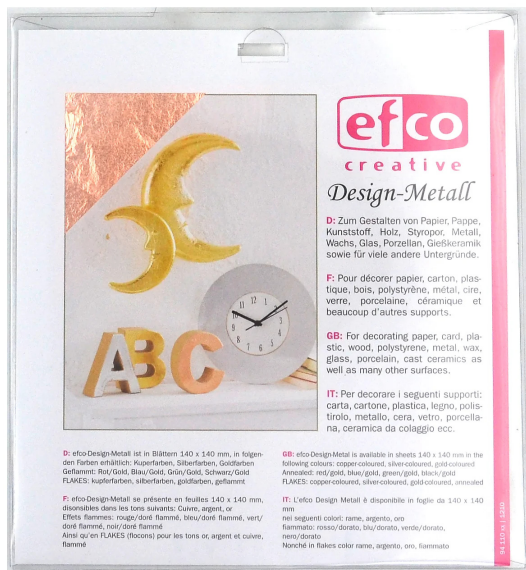 efco
creative
Design-Metall
D: Zum Gestalten von Papier, Pappe,
Kunststoff, Holz, Styropor, Metall,
Wachs, Glas, Porzellan, Gießkeramik
sowie für viele andere Untergründe.
F: Pour décorer papier, carton, plas-
tique, bois, polystyrène, métal, cire,
verre, porcelaine, céramique et
beaucoup d'autres supports.
GB: For decorating paper, card, pla-
stic, wood, polystyrene, metal, wax,
glass, porcelain, cast ceramics as
well as many other surfaces.
IT: Per decorare i seguenti supporti:
carta, cartone, plastica, legno, polis-
tirolo, metallo, cera, vetro, porcella-
na, ceramica da colaggio ecc.
ABC
D: efco-Design-Metall ist in Blättern 140 x 140 mm, in folgen-
den Farben erhältlich: Kupferfarben, Silberfarben, Goldfarben
Geflammt: Rot/Gold, Blau/Gold, Grün/Gold, Schwarz/Gold
FLAKES: kupferfarben, silberfarben, goldfarben, geflammt
F: efco-Design-Metall se présente en feuilles 140 x 140 mm,
disonsibles dans les tons suivants: Cuivre, argent, or
Effets flammes: rouge/doré flammé, bleu/doré flammé, vert/
doré flammé, noir/doré flammé
Ainsi qu'en FLAKES (flocons) pour les tons or, argent et cuivre,
flammé
GB: efco-Design-Metall is available in sheets 140 x 140 mm in the
following colours: copper-coloured, silver-coloured, gold-coloured
Annealed: red/gold, blue/gold, green/gold, black/gold
FLAKES: copper-coloured, silver-coloured, gold-coloured, annealed
IT: L'efco Design Metall è disponibile in foglie da 140 x 140
mm
nei seguenti colori: rame, argento, oro
fiammato: rosso/dorato, blu/dorato, verde/dorato,
nero/dorato
Nonché in flakes color rame, argento, oro, fiammato
94 110 xx |